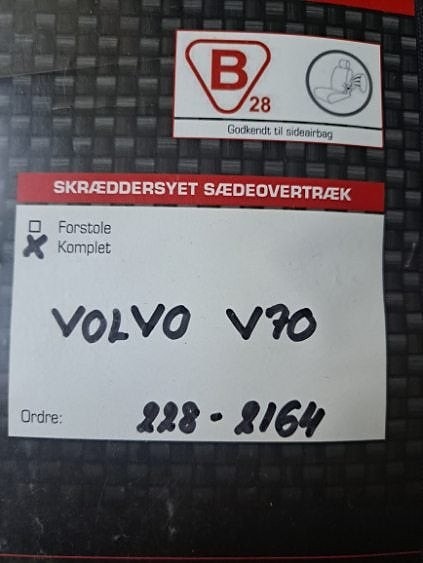 B
28
Godkendt til sideairbag
SKRÆDDERSYET SÆDEOVERTRÆK
Forstole
Komplet
VOLVO V70
Ordre: 228-2164